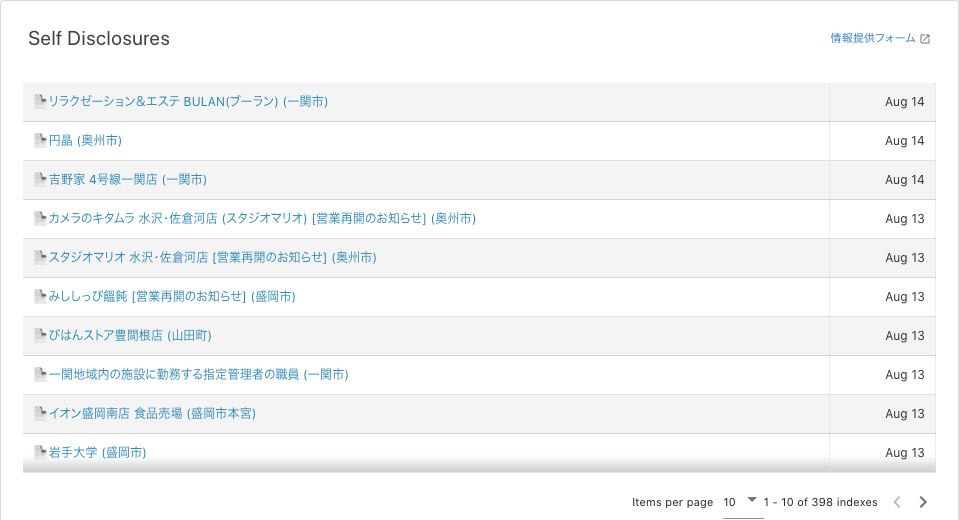 Self Disclosures
情報提供フォーム
リラクゼーション＆エステ BULAN(ブーラン) (一関市) Aug 14
円晶 (奥州市) Aug 14
吉野家 4号線一関店 (一関市) Aug 14
カメラのキタムラ 水沢･佐倉河店 (スタジオマリオ) [営業再開のお知らせ] (奥州市) Aug 13
スタジオマリオ 水沢･佐倉河店 [営業再開のお知らせ] (奥州市) Aug 13
みししっぴ饂飩 [営業再開のお知らせ] (盛岡市) Aug 13
びはんストア豊間根店 (山田町) Aug 13
一関地域内の施設に勤務する指定管理者の職員 (一関市) Aug 13
イオン盛岡南店 食品売場 (盛岡市本宮) Aug 13
岩手大学 (盛岡市) Aug 13
Items per page 10 1 - 10 of 398 indexes